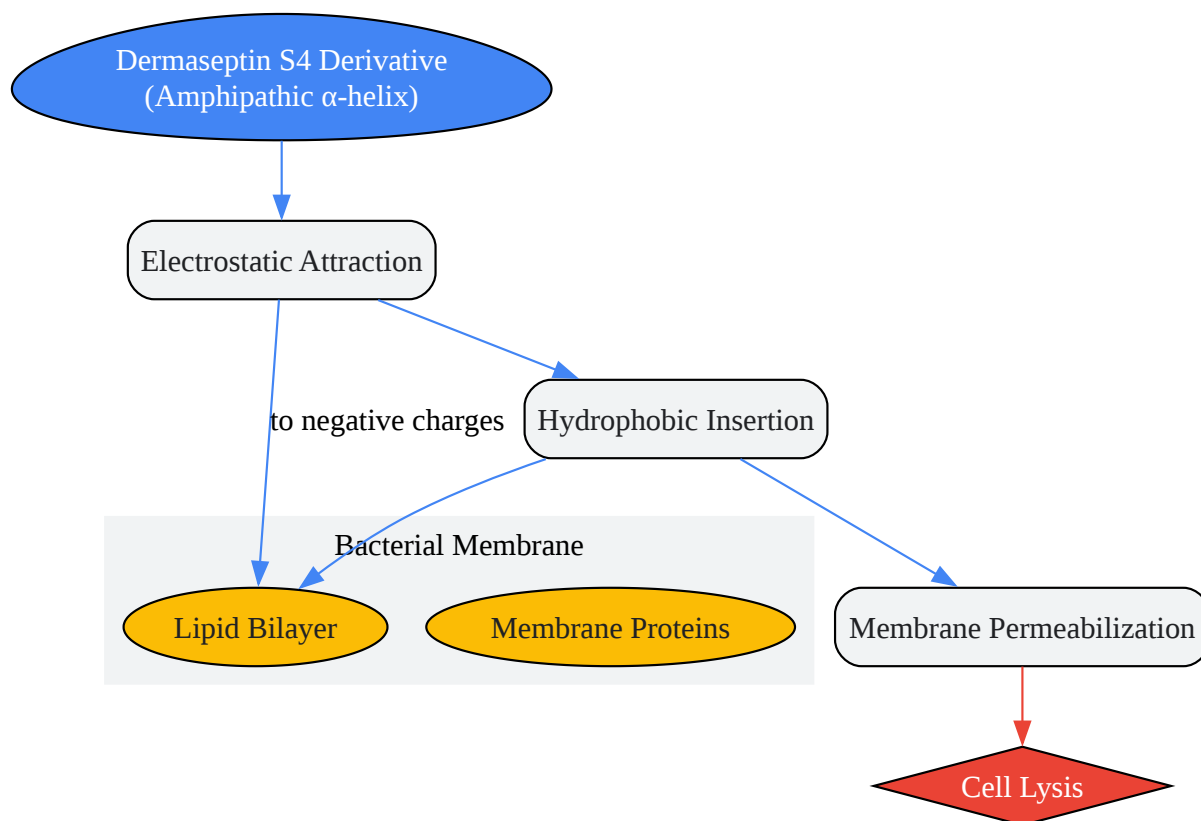 Dermaseptin S4 Derivative
(Amphipathic α-helix)
Electrostatic Attraction
to negative charges
Hydrophobic Insertion
Bacterial Membrane
Lipid Bilayer
Membrane Proteins
Membrane Permeabilization
Cell Lysis